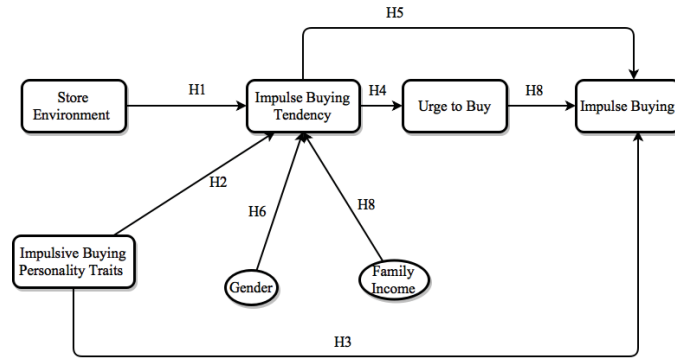 H5
Store
Environment
H1
Impulse Buying
Tendency
H4
Urge to Buy
H8
Impulse Buying
H2
H6
H8
Impulsive Buying
Personality Traits
Gender
Family
Income
H3